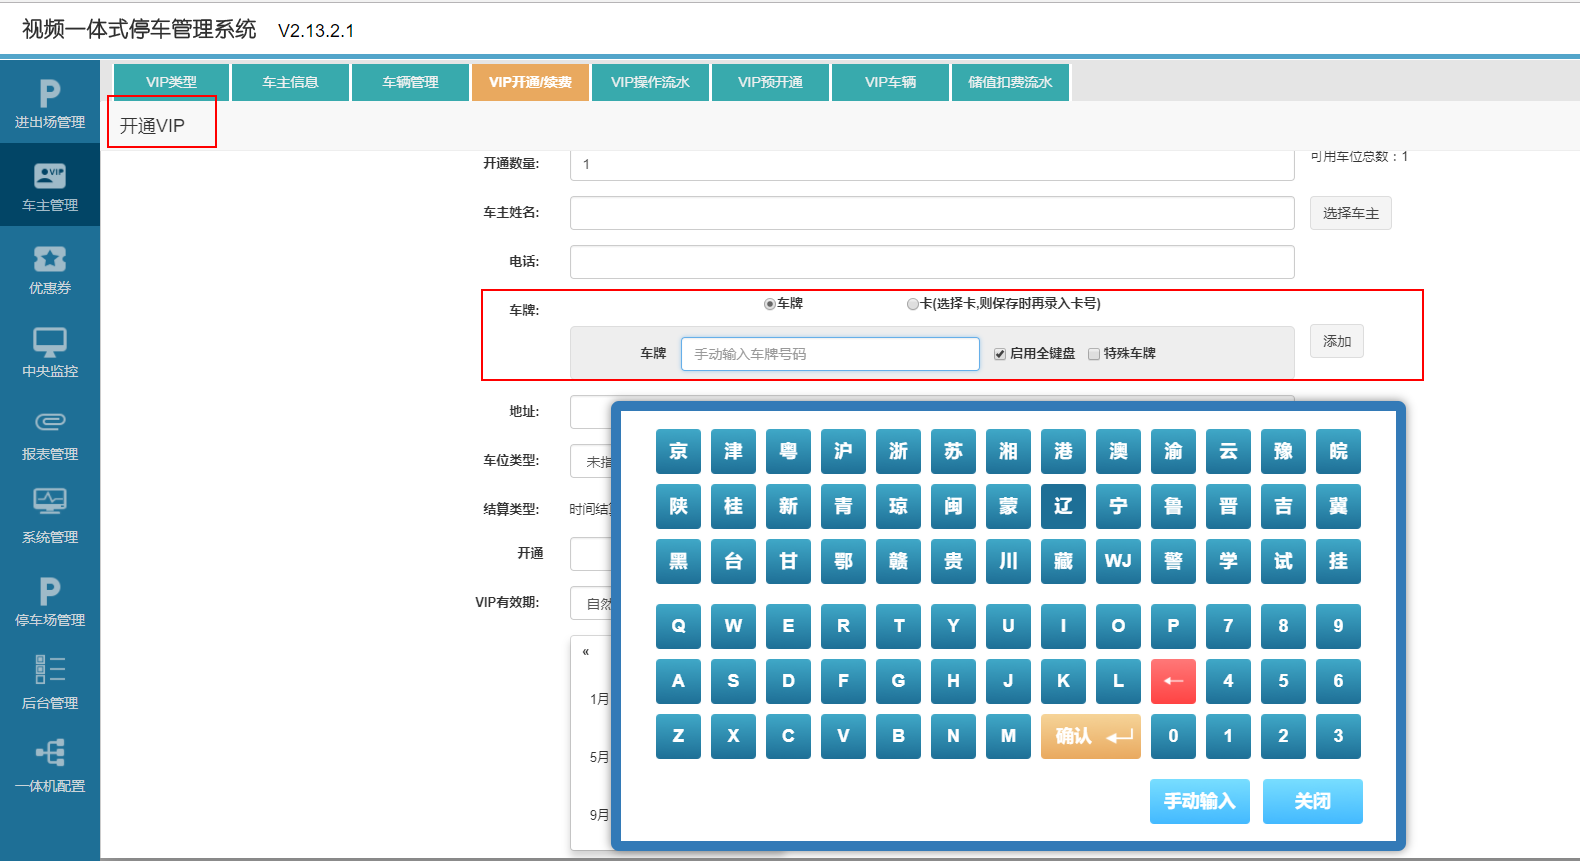 视频一体式停车管理系统 V2.13.2.1
VIP类型 车主信息 车辆管理 VIP开通/续费 VIP操作流水 VIP预开通 VIP车辆 储值扣费流水
进出场管理
车主管理
优惠券
中央监控
报表管理
系统管理
停车场管理
后台管理
一体机配置
开通VIP
开通数量: 1 可用车位总数：1
车主姓名: 选择车主
电话:
车牌: 车牌 卡(选择卡,则保存时再录入卡号)
车牌 手动输入车牌号码 启用全键盘 特殊车牌 添加
地址:
车位类型: 未指
结算类型: 时间结
开通
VIP有效期: 自然
«
1月
5月
9月
京 津 粤 沪 浙 苏 湘 港 澳 渝 云 豫 皖
陕 桂 新 青 琼 闽 蒙 辽 宁 鲁 晋 吉 冀
黑 台 甘 鄂 赣 贵 川 藏 WJ 警 学 试 挂
Q W E R T Y U I O P 7 8 9
A S D F G H J K L ← 4 5 6
Z X C V B N M 确认 0 1 2 3
手动输入 关闭